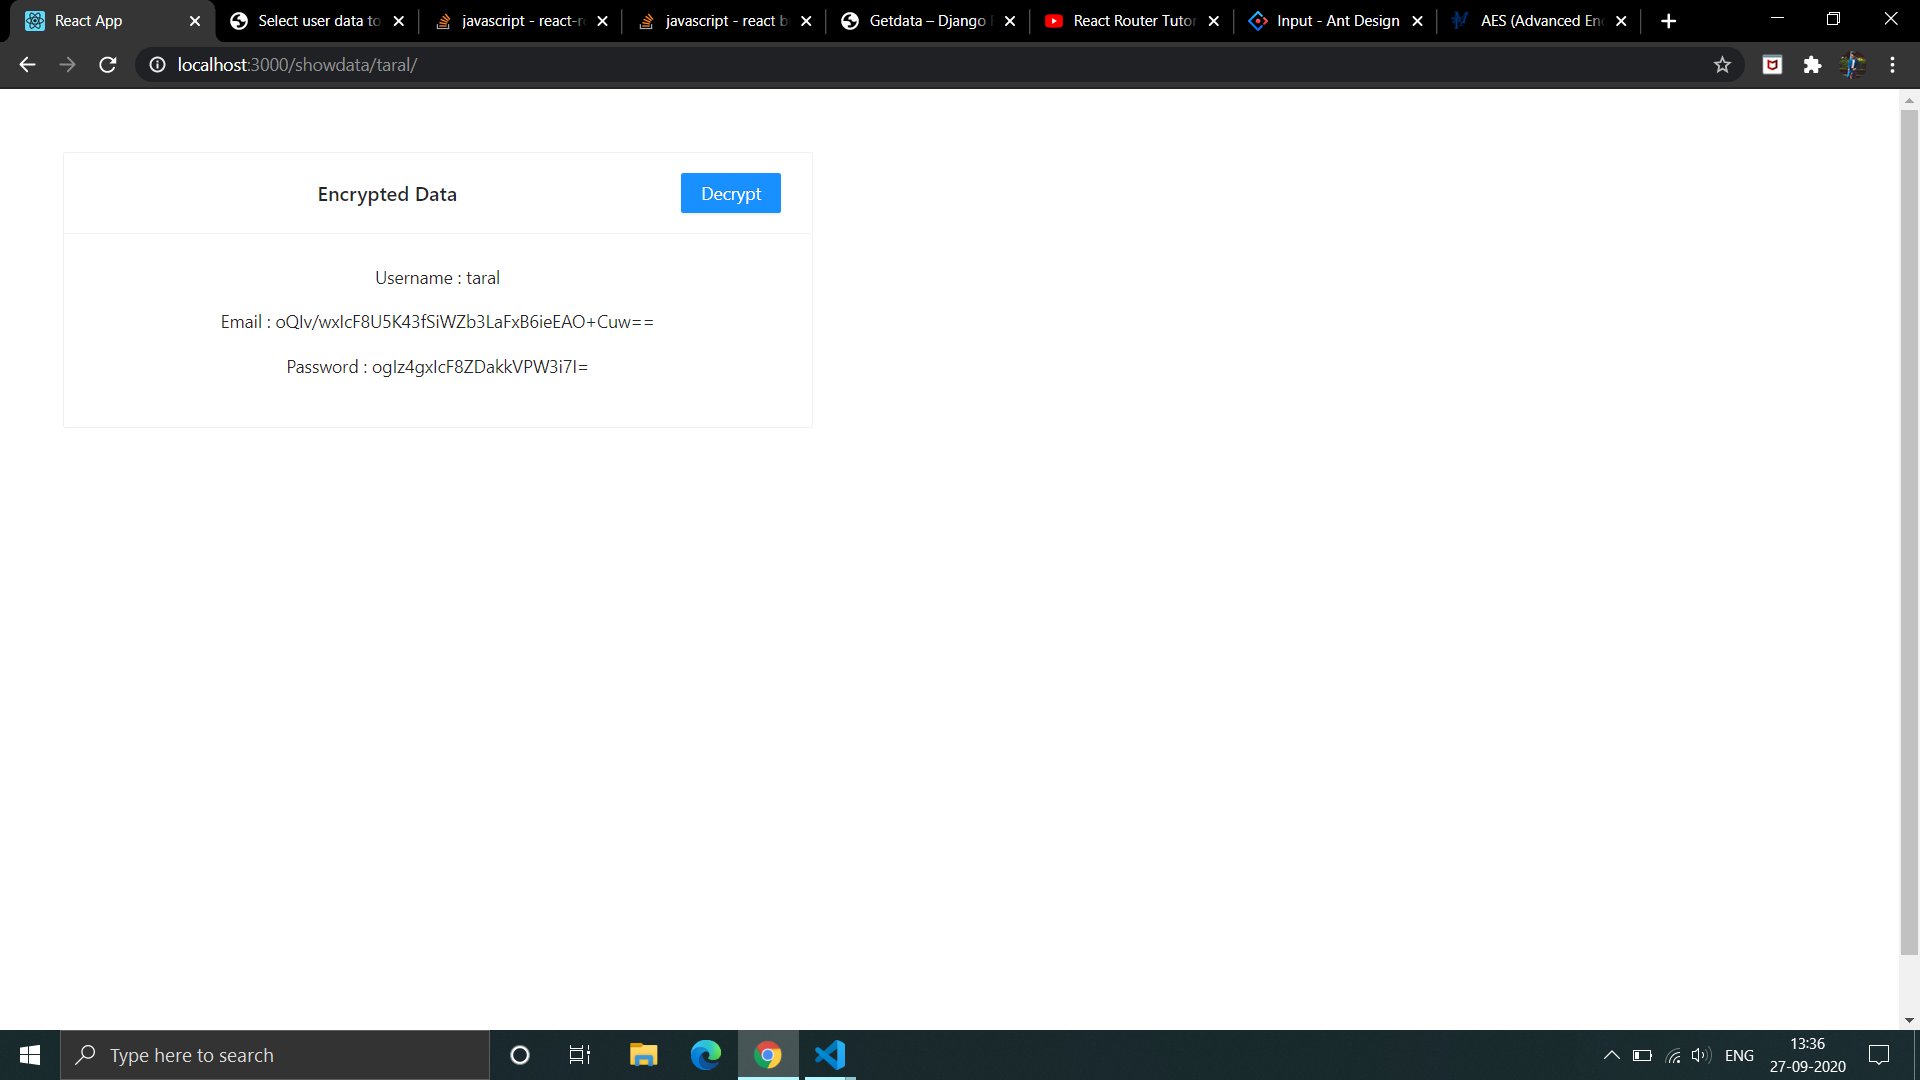 React App
Select user data to
javascript - react-r
javascript - react b
Getdata – Django
React Router Tutor
Input - Ant Design
AES (Advanced En
localhost:3000/showdata/taral/
Encrypted Data
Decrypt
Username : taral
Email : oQIv/wxIcF8U5K43fSiWZb3LaFxB6ieEAO+Cuw==
Password : ogIz4gxIcF8ZDakkVPW3i7I=
Type here to search
ENG
13:36
27-09-2020